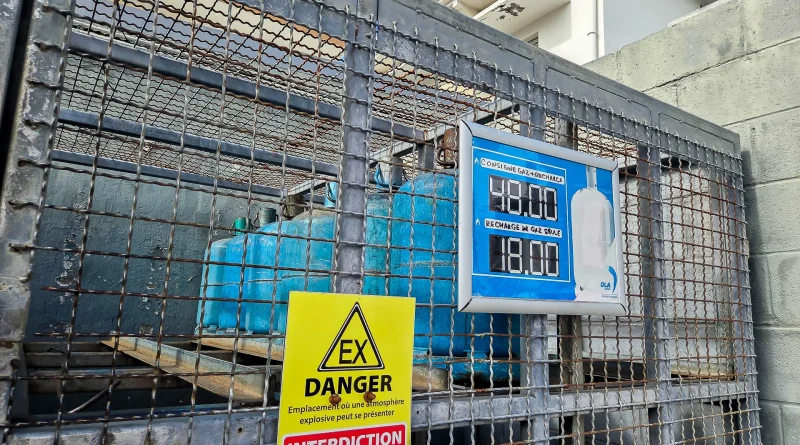 CONSIGNE GAZ + RECHARGE
48.00
RECHARGE DE GAZ SEULE
18.00
OLA
EX
DANGER
Emplacement où une atmosphère
explosive peut se présenter.
INTERDICTION